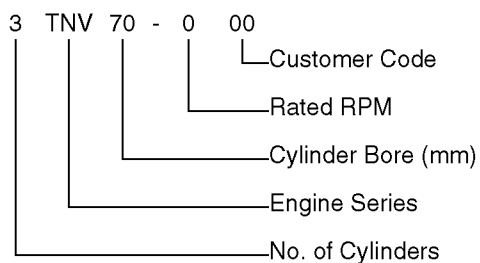 3 TNV 70 - 0 00
Customer Code
Rated RPM
Cylinder Bore (mm)
Engine Series
No. of Cylinders